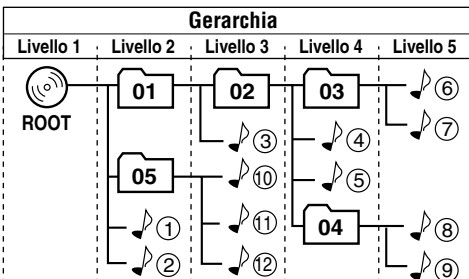 Gerarchia
Livello 1 Livello 2 Livello 3 Livello 4 Livello 5
01 02 03 ⑥
ROOT ⑦
③ ④
05 ⑩ ⑤
① ⑪ 04 ⑧
② ⑫ ⑨